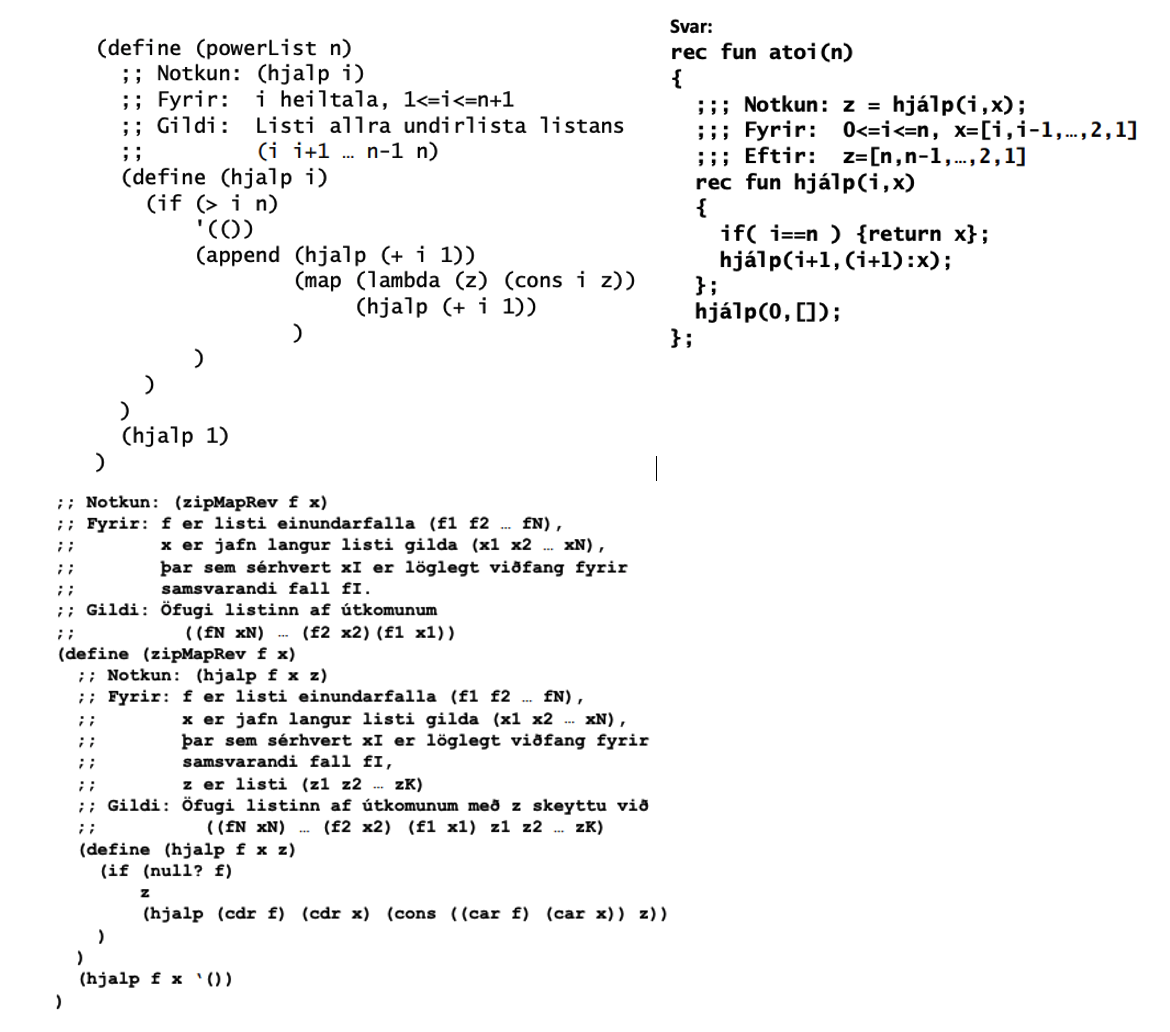 (define (powerList n)
  ;; Notkun: (hjalp i)
  ;; Fyrir:  i heiltala, 1<=i<=n+1
  ;; Gildi:  Listi allra undirlista listans
  ;;         (i i+1 … n-1 n)
  (define (hjalp i)
    (if (> i n)
        '(())
        (append (hjalp (+ i 1))
                (map (lambda (z) (cons i z))
                     (hjalp (+ i 1))
                )
        )
    )
  )
  (hjalp 1)
)
Svar:
rec fun atoi(n)
{
  ;;; Notkun: z = hjálp(i,x);
  ;;; Fyrir:  0<=i<=n, x=[i,i-1,…,2,1]
  ;;; Eftir:  z=[n,n-1,…,2,1]
  rec fun hjálp(i,x)
  {
    if( i==n ) {return x};
    hjálp(i+1,(i+1):x);
  };
  hjálp(0,[]);
};
;; Notkun: (zipMapRev f x)
;; Fyrir: f er listi einundarfalla (f1 f2 … fN),
;;        x er jafn langur listi gilda (x1 x2 … xN),
;;        þar sem sérhvert xI er löglegt viðfang fyrir
;;        samsvarandi fall fI.
;; Gildi: Öfugi listinn af útkomunum
;;          ((fN xN) … (f2 x2)(f1 x1))
(define (zipMapRev f x)
  ;; Notkun: (hjalp f x z)
  ;; Fyrir: f er listi einundarfalla (f1 f2 … fN),
  ;;        x er jafn langur listi gilda (x1 x2 … xN),
  ;;        þar sem sérhvert xI er löglegt viðfang fyrir
  ;;        samsvarandi fall fI,
  ;;        z er listi (z1 z2 … zK)
  ;; Gildi: Öfugi listinn af útkomunum með z skeyttu við
  ;;          ((fN xN) … (f2 x2) (f1 x1) z1 z2 … zK)
  (define (hjalp f x z)
    (if (null? f)
        z
        (hjalp (cdr f) (cdr x) (cons ((car f) (car x)) z))
    )
  )
  (hjalp f x ‛())
)